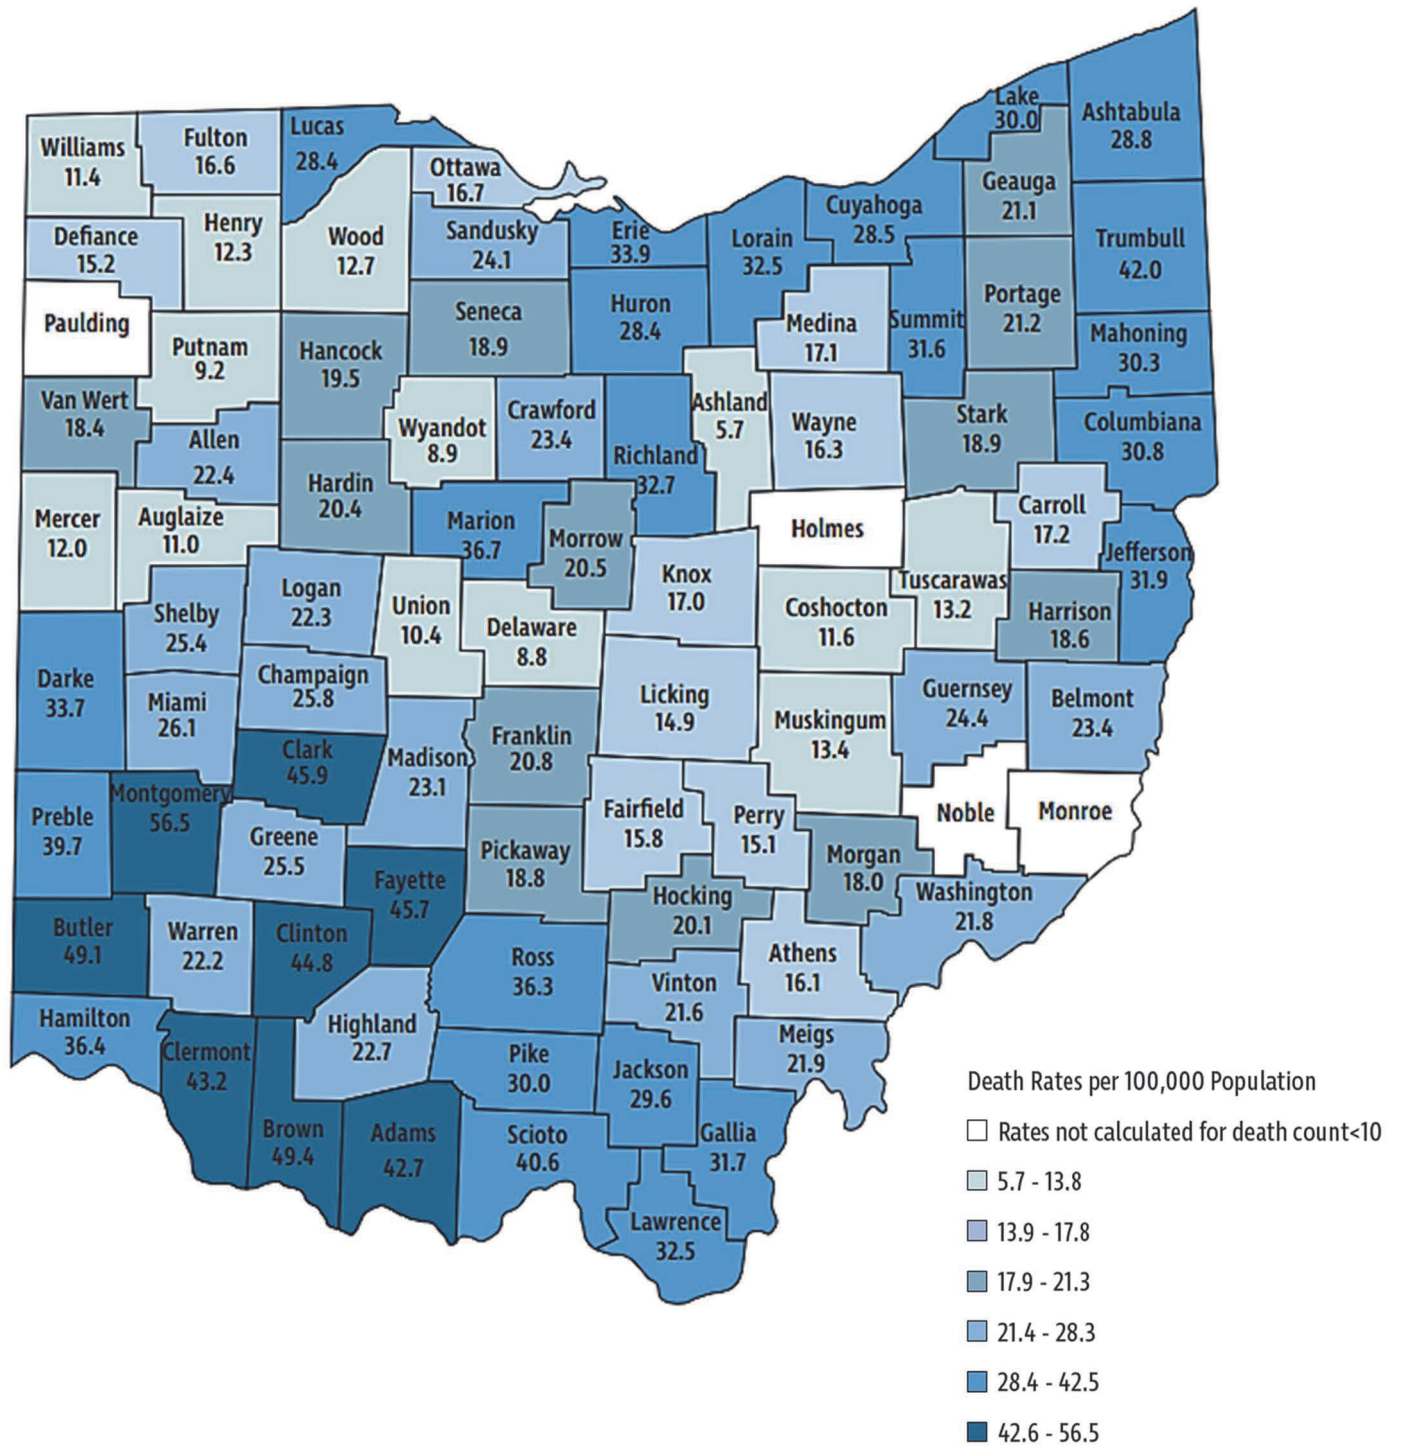 Lake
30.0
Ashtabula
28.8
Williams
11.4
Fulton
16.6
Lucas
28.4
Ottawa
16.7
Geauga
21.1
Defiance
15.2
Henry
12.3
Wood
12.7
Sandusky
24.1
Erie
33.9
Lorain
32.5
Cuyahoga
28.5
Trumbull
42.0
Paulding
Putnam
9.2
Hancock
19.5
Seneca
18.9
Huron
28.4
Medina
17.1
Summit
31.6
Portage
21.2
Mahoning
30.3
Van Wert
18.4
Allen
22.4
Wyandot
8.9
Crawford
23.4
Richland
32.7
Ashland
5.7
Wayne
16.3
Stark
18.9
Columbiana
30.8
Mercer
12.0
Auglaize
11.0
Hardin
20.4
Marion
36.7
Morrow
20.5
Knox
17.0
Holmes
Tuscarawas
13.2
Carroll
17.2
Jefferson
31.9
Shelby
25.4
Logan
22.3
Union
10.4
Delaware
8.8
Coshocton
11.6
Harrison
18.6
Darke
33.7
Miami
26.1
Champaign
25.8
Licking
14.9
Muskingum
13.4
Guernsey
24.4
Belmont
23.4
Clark
45.9
Madison
23.1
Franklin
20.8
Preble
39.7
Montgomery
56.5
Greene
25.5
Fayette
45.7
Pickaway
18.8
Fairfield
15.8
Perry
15.1
Morgan
18.0
Noble
Monroe
Butler
49.1
Warren
22.2
Clinton
44.8
Ross
36.3
Hocking
20.1
Athens
16.1
Washington
21.8
Hamilton
36.4
Clermont
43.2
Highland
22.7
Pike
30.0
Vinton
21.6
Jackson
29.6
Meigs
21.9
Brown
49.4
Adams
42.7
Scioto
40.6
Gallia
31.7
Lawrence
32.5
Death Rates per 100,000 Population
Rates not calculated for death count<10
5.7 - 13.8
13.9 - 17.8
17.9 - 21.3
21.4 - 28.3
28.4 - 42.5
42.6 - 56.5